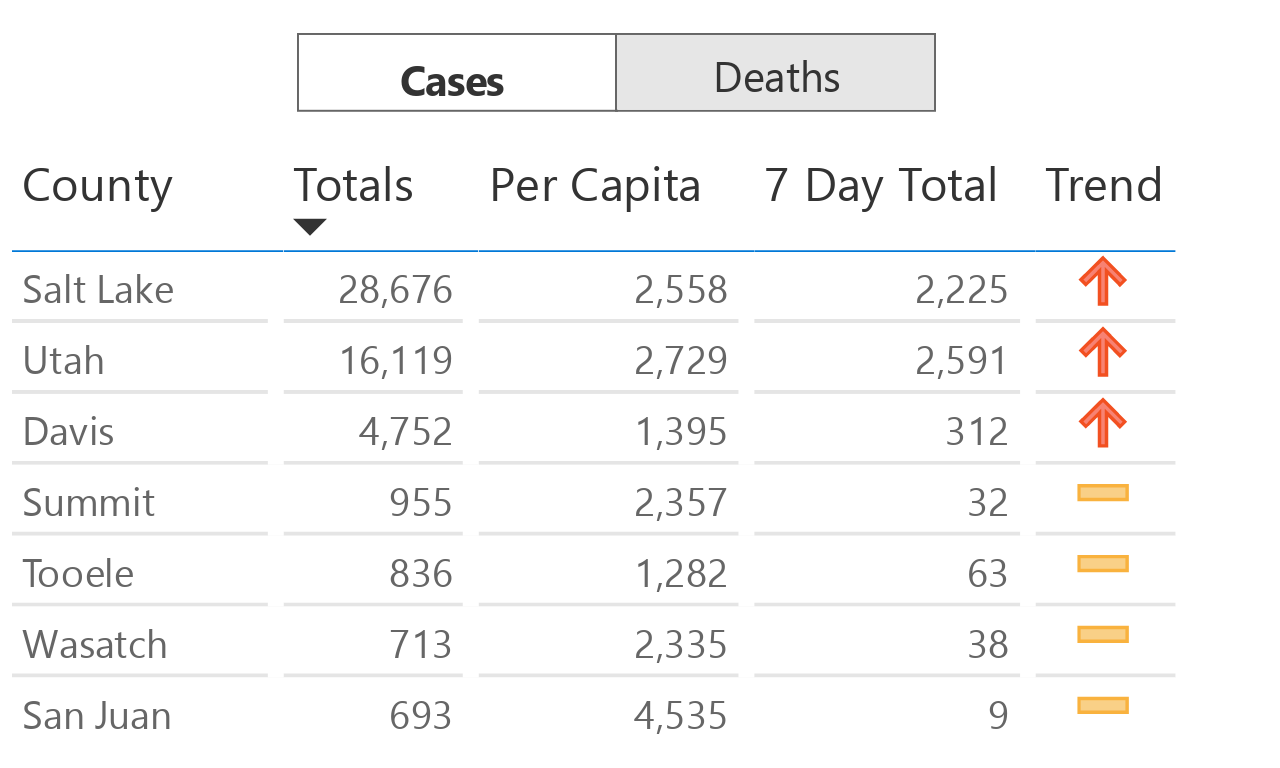 Cases Deaths
County Totals Per Capita 7 Day Total Trend
Salt Lake 28,676 2,558 2,225
Utah 16,119 2,729 2,591
Davis 4,752 1,395 312
Summit 955 2,357 32
Tooele 836 1,282 63
Wasatch 713 2,335 38
San Juan 693 4,535 9